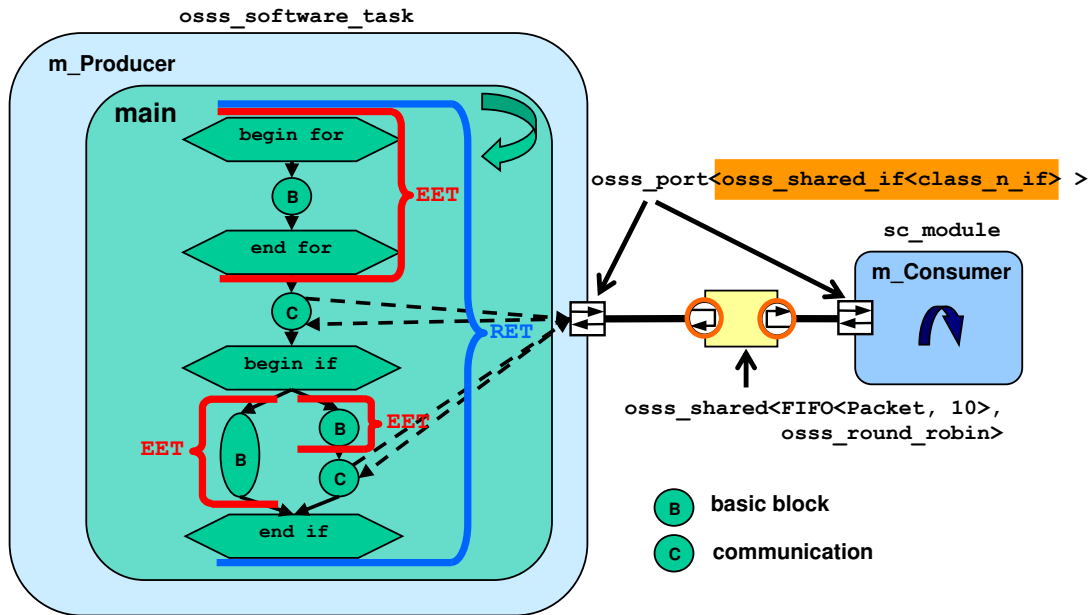 osss_software_task
m_Producer
main
begin for
B
EET
end for
C
begin if
RET
B
EET
B
EET
C
end if
osss_port<osss_shared_if<class_n_if> >
sc_module
m_Consumer
osss_shared<FIFO<Packet, 10>,
osss_round_robin>
B basic block
C communication